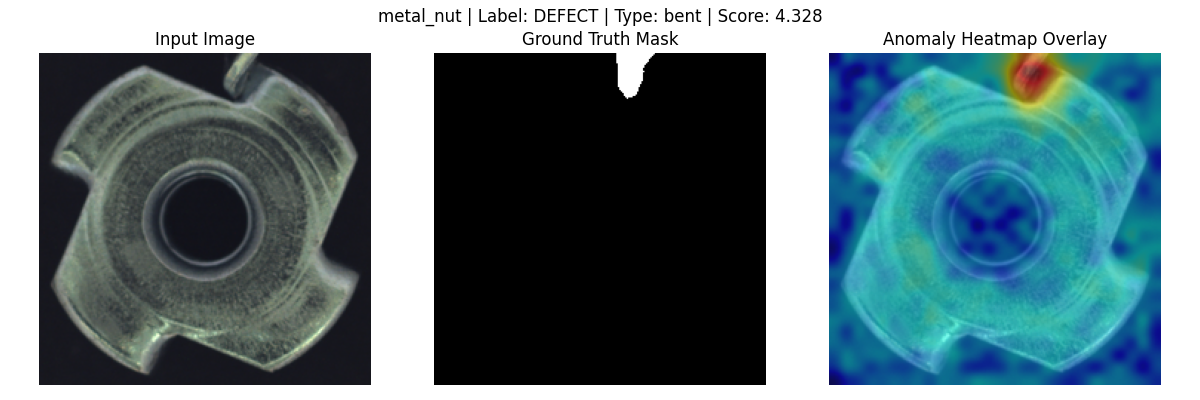 metal_nut | Label: DEFECT | Type: bent | Score: 4.328
Input Image
Ground Truth Mask
Anomaly Heatmap Overlay